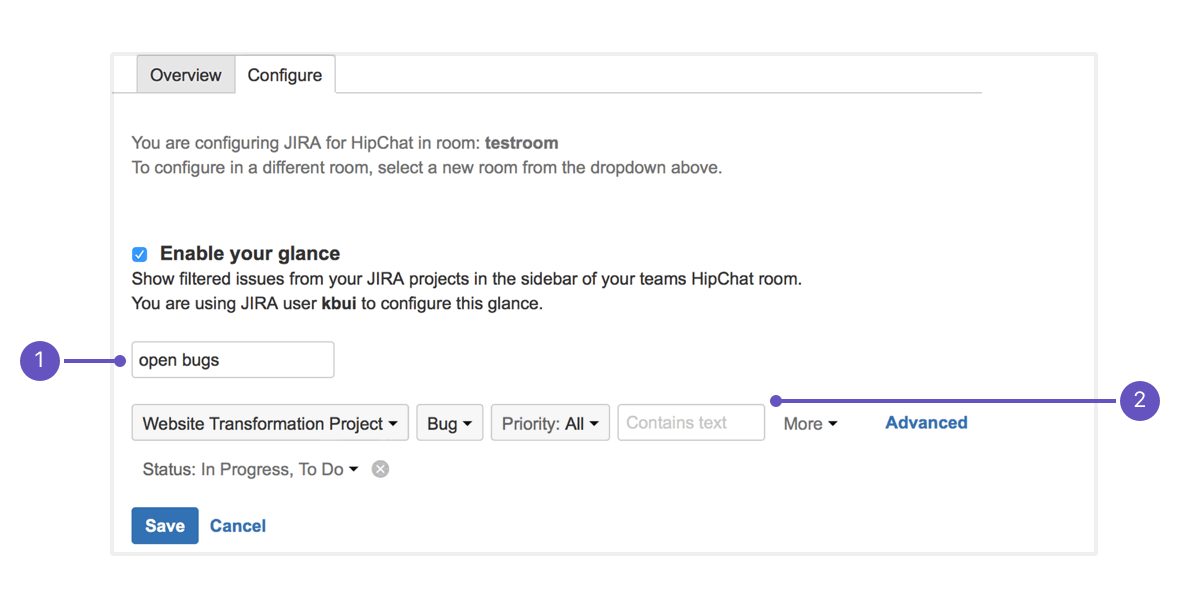 Overview Configure
You are configuring JIRA for HipChat in room: testroom
To configure in a different room, select a new room from the dropdown above.
Enable your glance
Show filtered issues from your JIRA projects in the sidebar of your teams HipChat room.
You are using JIRA user kbui to configure this glance.
1 open bugs
2
Website Transformation Project Bug Priority: All Contains text More Advanced
Status: In Progress, To Do
Save Cancel